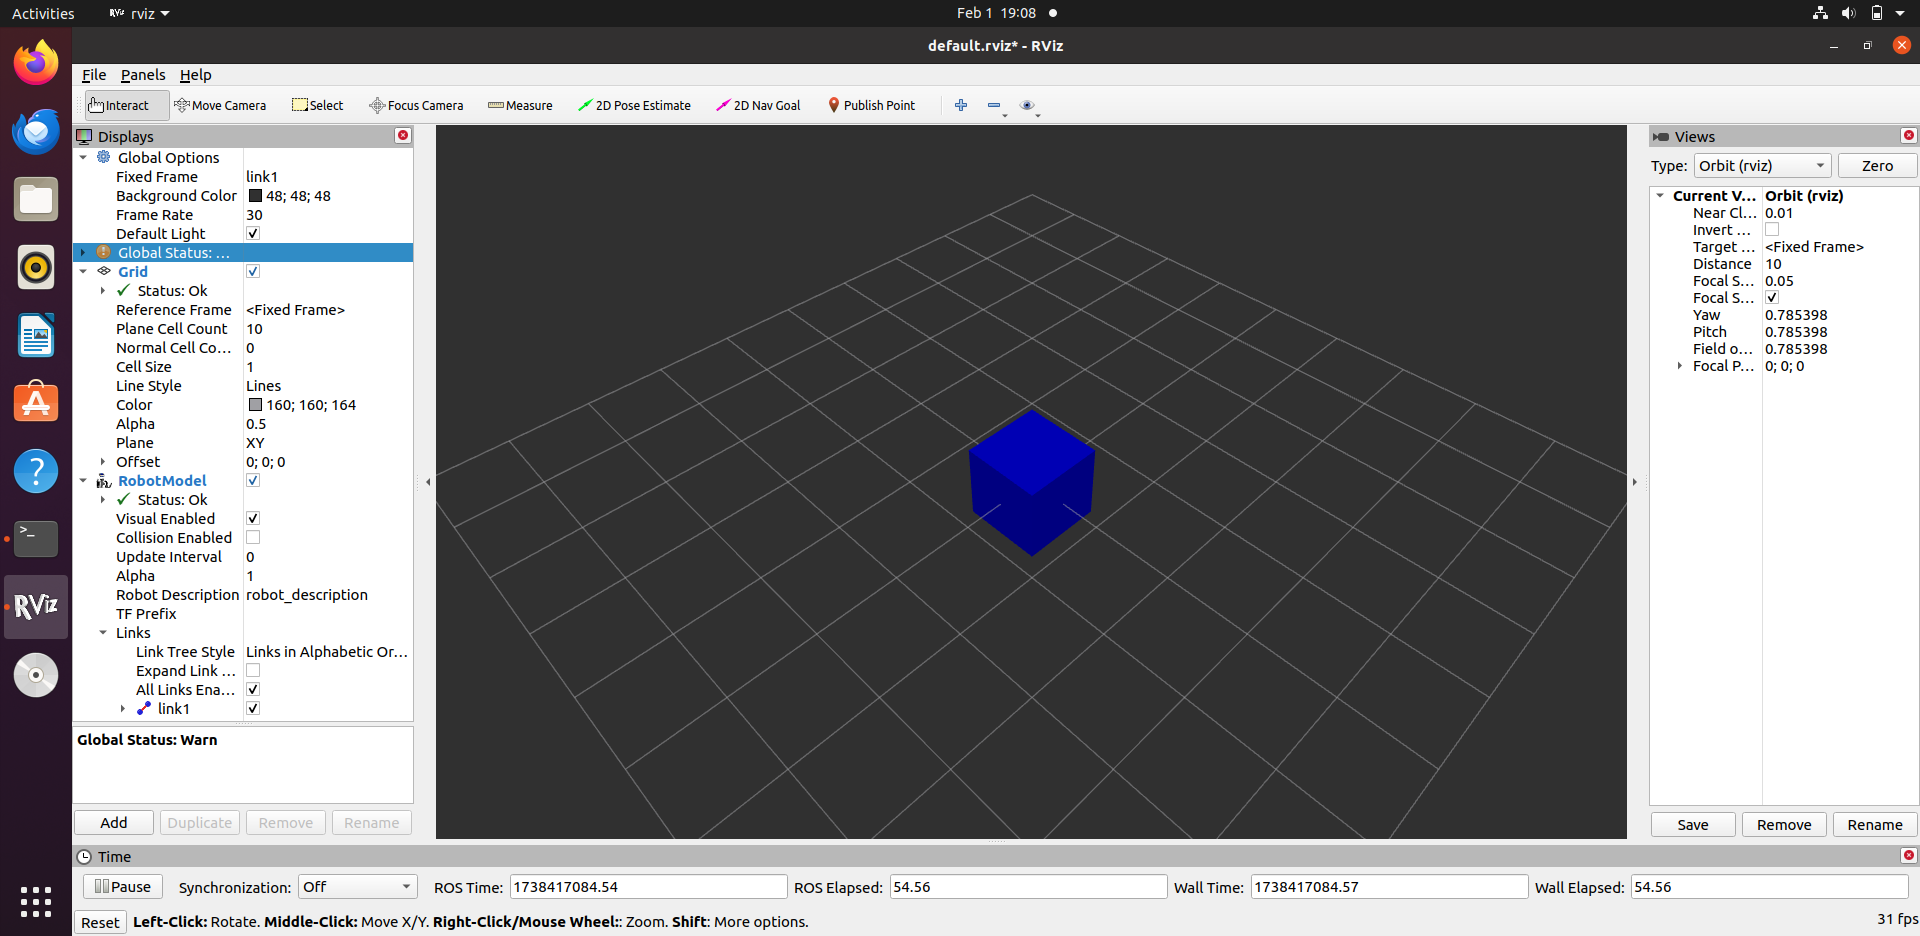 Activities RViz rviz Feb 1 19:08
default.rviz* - RViz
File Panels Help
Interact Move Camera Select Focus Camera Measure 2D Pose Estimate 2D Nav Goal Publish Point
Displays
Global Options
Fixed Frame link1
Background Color 48; 48; 48
Frame Rate 30
Default Light
Global Status: ...
Grid
Status: Ok
Reference Frame <Fixed Frame>
Plane Cell Count 10
Normal Cell Co... 0
Cell Size 1
Line Style Lines
Color 160; 160; 164
Alpha 0.5
Plane XY
Offset 0; 0; 0
RobotModel
Status: Ok
Visual Enabled
Collision Enabled
Update Interval 0
Alpha 1
Robot Description robot_description
TF Prefix
Links
Link Tree Style Links in Alphabetic Or...
Expand Link ...
All Links Ena...
link1
Global Status: Warn
Add Duplicate Remove Rename
RViz
Views
Type: Orbit (rviz) Zero
Current V... Orbit (rviz)
Near Cl... 0.01
Invert ...
Target ... <Fixed Frame>
Distance 10
Focal S... 0.05
Focal S...
Yaw 0.785398
Pitch 0.785398
Field o... 0.785398
Focal P... 0; 0; 0
Save Remove Rename
Time
Pause Synchronization: Off ROS Time: 1738417084.54 ROS Elapsed: 54.56 Wall Time: 1738417084.57 Wall Elapsed: 54.56
Reset Left-Click: Rotate. Middle-Click: Move X/Y. Right-Click/Mouse Wheel:: Zoom. Shift: More options. 31 fps